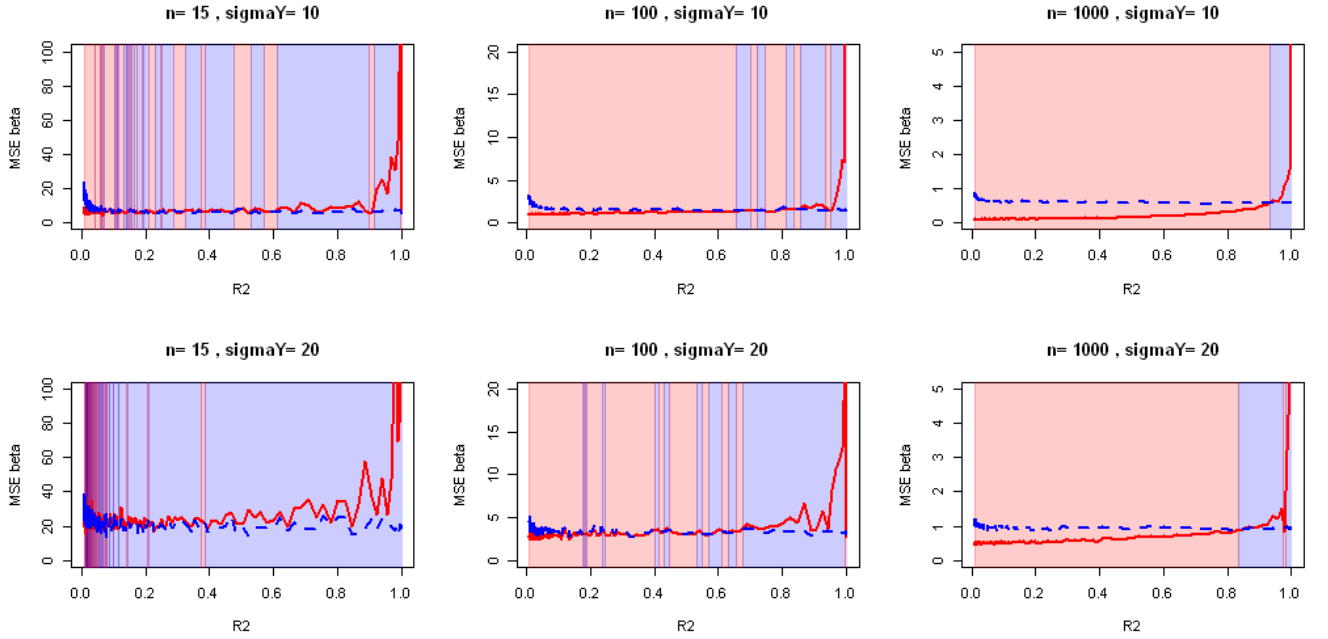 n= 15 , sigmaY= 10
MSE beta
0 20 40 60 80 100
0.0 0.2 0.4 0.6 0.8 1.0
R2
n= 100 , sigmaY= 10
MSE beta
0 5 10 15 20
0.0 0.2 0.4 0.6 0.8 1.0
R2
n= 1000 , sigmaY= 10
MSE beta
0 1 2 3 4 5
0.0 0.2 0.4 0.6 0.8 1.0
R2
n= 15 , sigmaY= 20
MSE beta
0 20 40 60 80 100
0.0 0.2 0.4 0.6 0.8 1.0
R2
n= 100 , sigmaY= 20
MSE beta
0 5 10 15 20
0.0 0.2 0.4 0.6 0.8 1.0
R2
n= 1000 , sigmaY= 20
MSE beta
0 1 2 3 4 5
0.0 0.2 0.4 0.6 0.8 1.0
R2